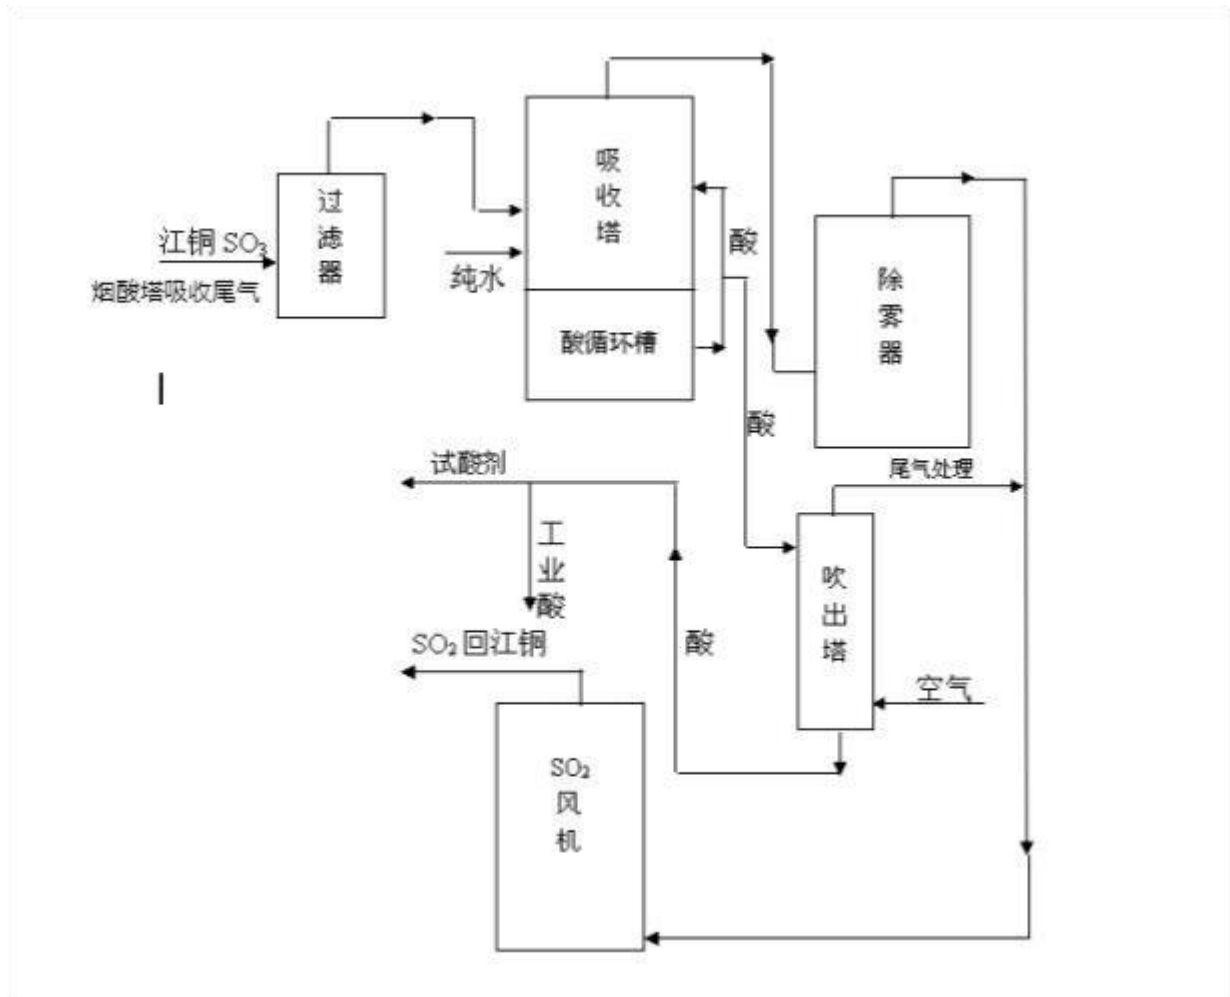 过滤器
江铜 SO₃
烟酸塔吸收尾气
吸收塔
纯水
酸循环槽
酸
除雾器
酸
尾气处理
试酸剂
工业酸
吹出塔
酸
空气
SO₂ 回江铜
SO₂
风机